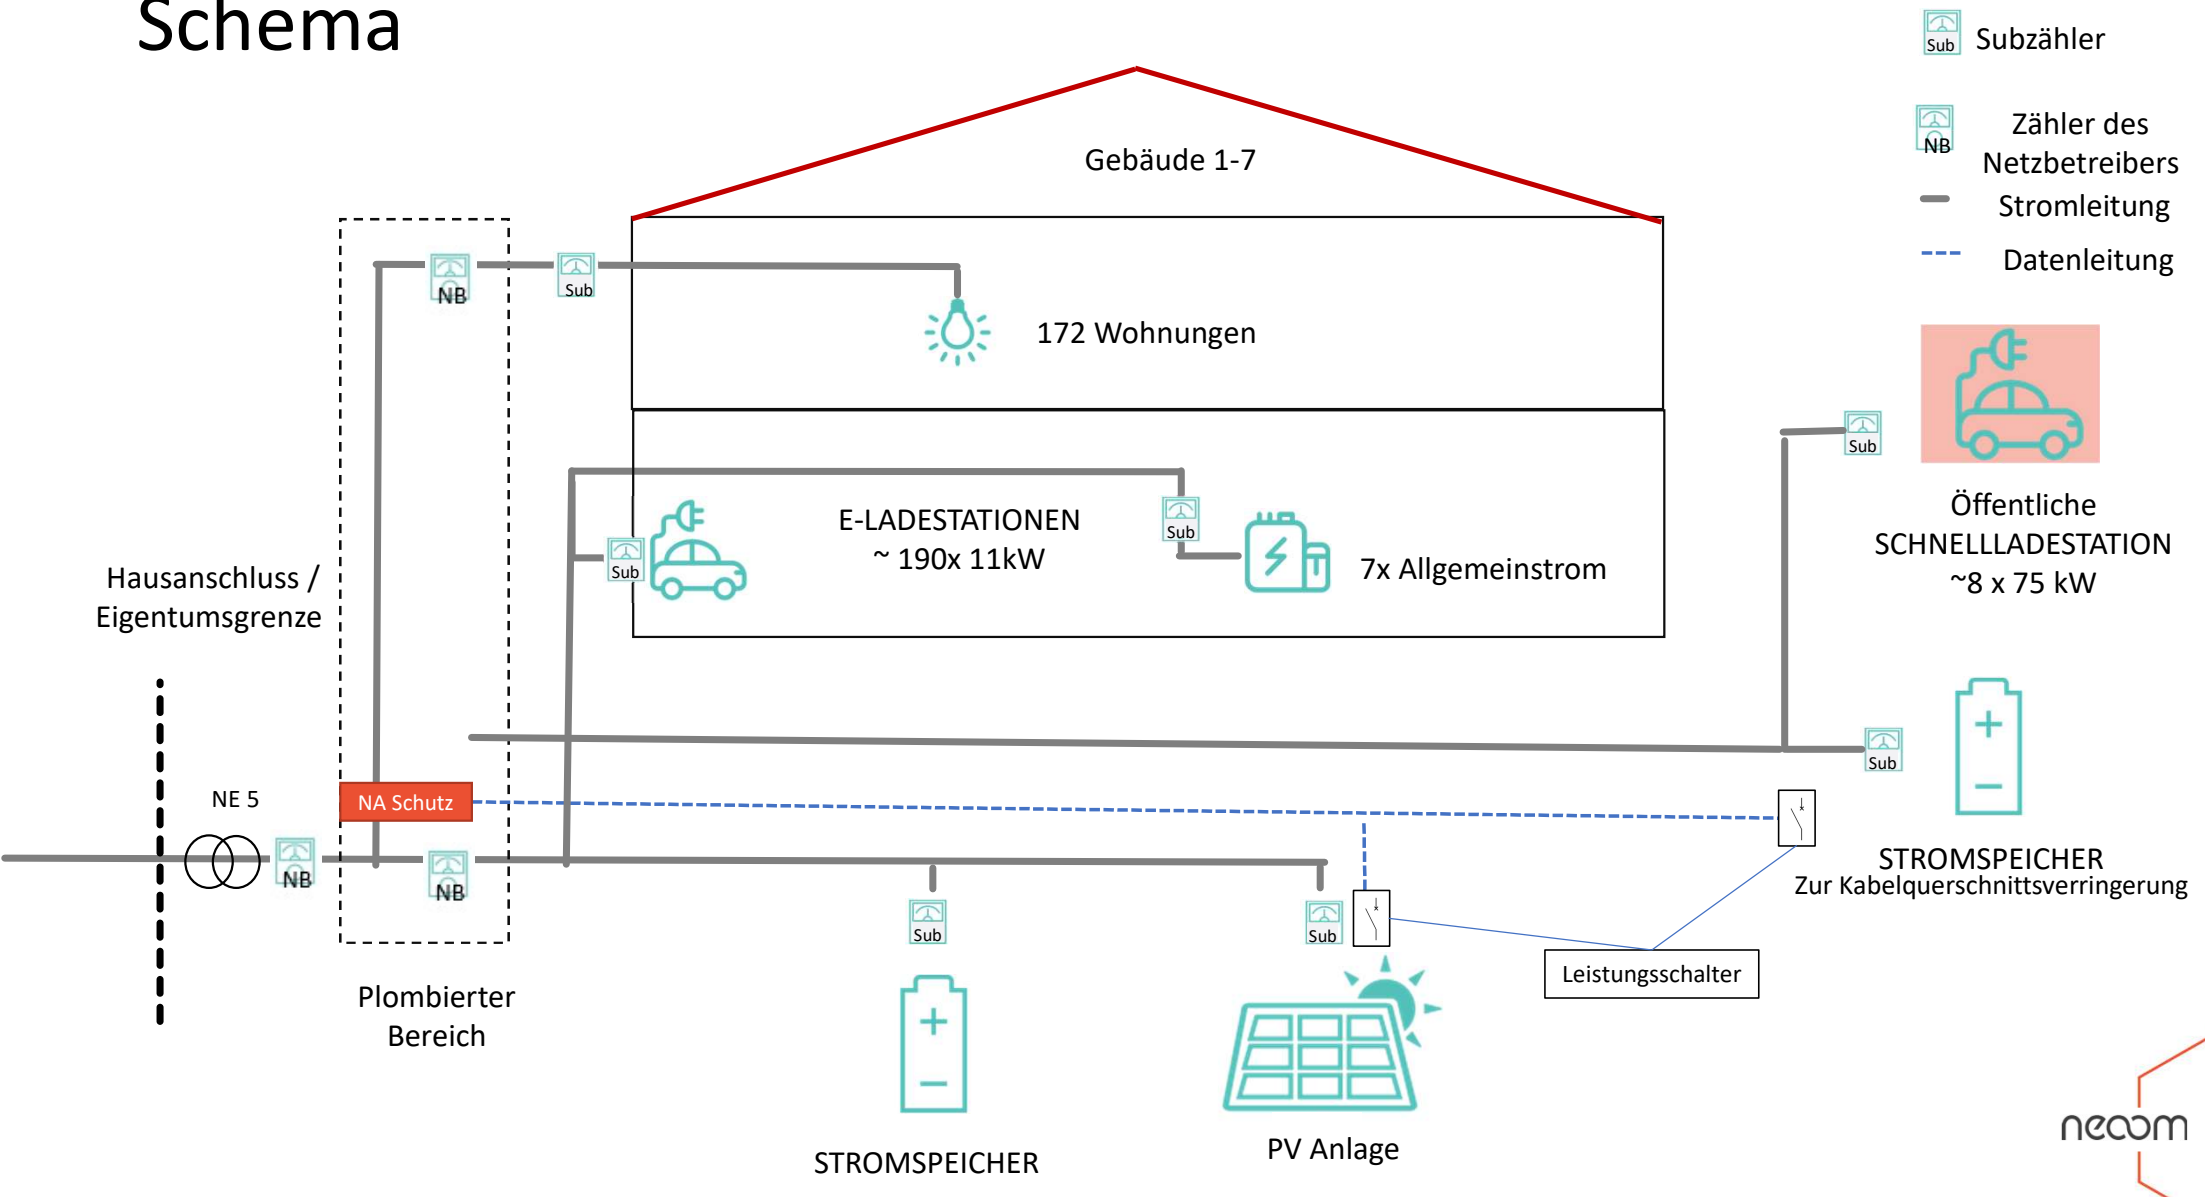 Schema
Sub
Subzähler
NB
Zähler des
Netzbetreibers
Stromleitung
Datenleitung
Gebäude 1-7
NB
Sub
172 Wohnungen
Sub
Öffentliche
SCHNELLLADESTATION
~8 x 75 kW
Sub
E-LADESTATIONEN
~ 190x 11kW
Sub
7x Allgemeinstrom
Hausanschluss /
Eigentumsgrenze
Sub
NE 5
NA Schutz
NB
NB
STROMSPEICHER
Zur Kabelquerschnittsverringerung
Sub
Sub
Leistungsschalter
Plombierter
Bereich
STROMSPEICHER
PV Anlage
neoom